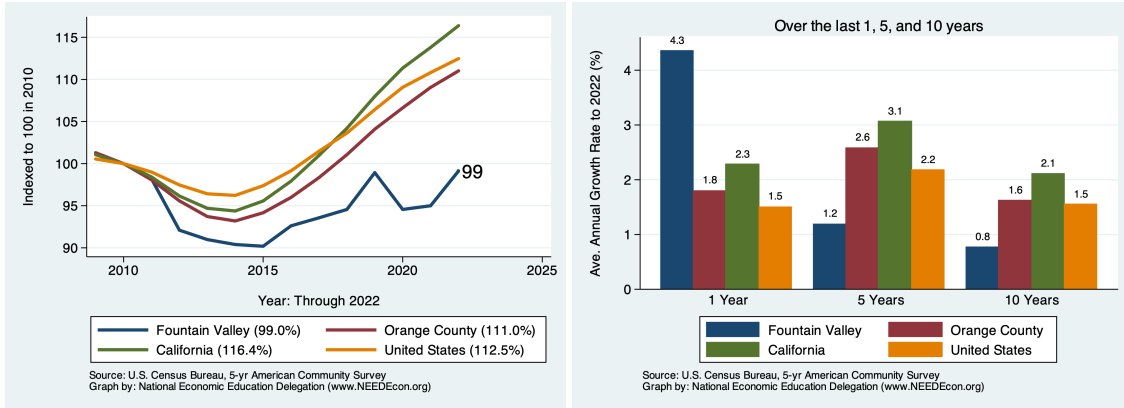 Indexed to 100 in 2010
115
110
105
100
95
90
99
2010
2015
2020
2025
Year: Through 2022
Fountain Valley (99.0%)
Orange County (111.0%)
California (116.4%)
United States (112.5%)
Source: U.S. Census Bureau, 5-yr American Community Survey
Graph by: National Economic Education Delegation (www.NEEDEcon.org)
Over the last 1, 5, and 10 years
Ave. Annual Growth Rate to 2022 (%)
4
3
2
1
0
4.3
1.8
2.3
1.5
1.2
2.6
3.1
2.2
0.8
1.6
2.1
1.5
1 Year
5 Years
10 Years
Fountain Valley
Orange County
California
United States
Source: U.S. Census Bureau, 5-yr American Community Survey
Graph by: National Economic Education Delegation (www.NEEDEcon.org)